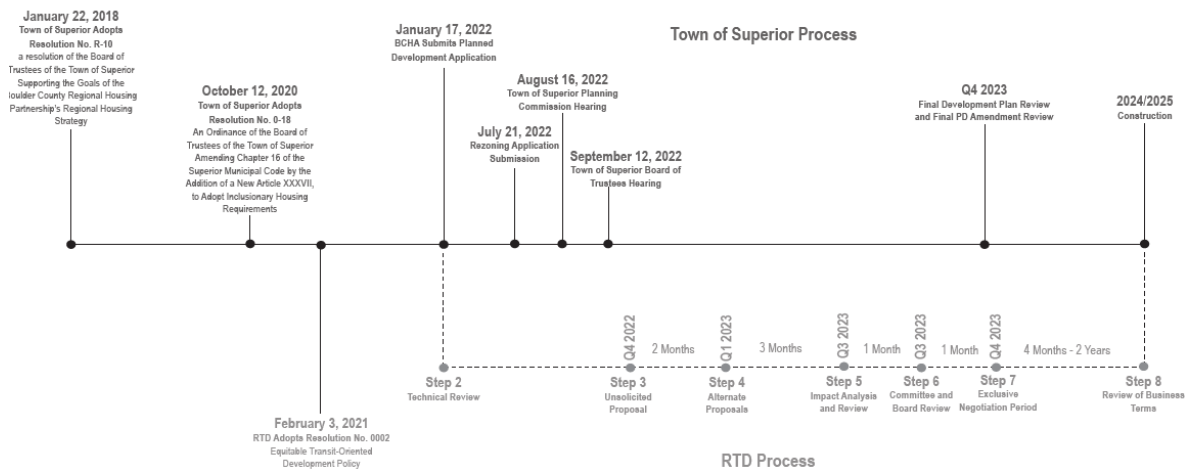 January 22, 2018
Town of Superior Adopts
Resolution No. R-10
a resolution of the Board of
Trustees of the Town of Superior
Supporting the Goals of the
oulder County Regional Housing
Partnership's Regional Housing
Strategy
October 12, 2020
Town of Superior Adopts
Resolution No. 0-18
An Ordinance of the Board of
Trustees of the Town of Superior
Amending Chapter 16 of the
Superior Municipal Code by the
Addition of a New Article XXXVII,
to Adopt Inclusionary Housing
Requirements
January 17, 2022
BCHA Submits Planned
Development Application
Town of Superior Process
August 16, 2022
Town of Superior Planning
Commission Hearing
July 21, 2022
Rezoning Application
Submission
September 12, 2022
Town of Superior Board of
Trustees Hearing
Q4 2023
Final Development Plan Review
and Final PD Amendment Review
2024/2025
Construction
Q4 2022
2 Months
Q1 2023
3 Months
Q3 2023
1 Month
Q3 2023
1 Month
Q4 2023
4 Months - 2 Years
Step 2
Technical Review
Step 3
Unsolicited
Proposal
Step 4
Alternate
Proposals
Step 5
Impact Analysis
and Review
Step 6
Committee and
Board Review
Step 7
Exclusive
Negotiation Period
Step 8
Review of Business
Terms
February 3, 2021
RTD Adopts Resolution No. 0002
Equitable Transit-Oriented
Development Policy
RTD Process